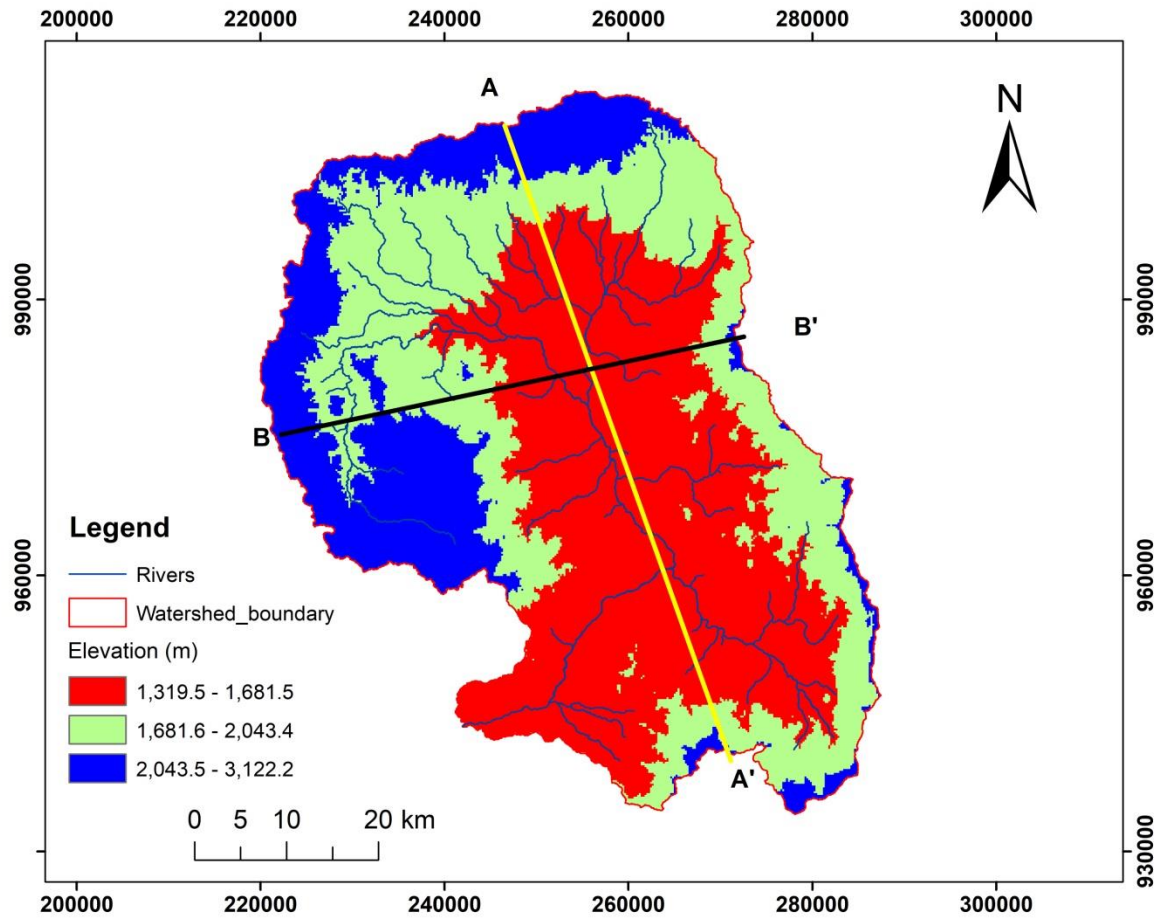 200000 220000 240000 260000 280000 300000
A
N
990000 990000
B'
B
Legend
Rivers
Watershed_boundary
Elevation (m)
1,319.5 - 1,681.5
1,681.6 - 2,043.4
2,043.5 - 3,122.2
960000 960000
A'
0 5 10 20 km
930000
200000 220000 240000 260000 280000 300000